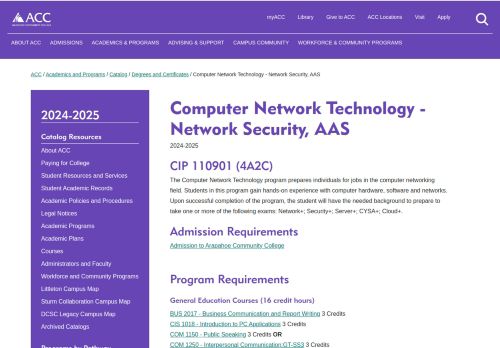 ACC
myACC Library Give to ACC ACC Locations Visit Apply
ABOUT ACC ADMISSIONS ACADEMICS & PROGRAMS ADVISING & SUPPORT CAMPUS COMMUNITY WORKFORCE & COMMUNITY PROGRAMS
ACC / Academics and Programs / Catalog / Degrees and Certificates / Computer Network Technology - Network Security, AAS
2024-2025
Catalog Resources
About ACC
Paying for College
Student Resources and Services
Student Academic Records
Academic Policies and Procedures
Legal Notices
Academic Programs
Academic Plans
Courses
Administrators and Faculty
Workforce and Community Programs
Littleton Campus Map
Sturm Collaboration Campus Map
DCSC Legacy Campus Map
Archived Catalogs
Computer Network Technology -
Network Security, AAS
2024-2025
CIP 110901 (4A2C)
The Computer Network Technology program prepares individuals for jobs in the computer networking
field. Students in this program gain hands-on experience with computer hardware, software and networks.
Upon successful completion of the program, the student will have the needed background to prepare to
take one or more of the following exams: Network+; Security+; Server+; CYSA+; Cloud+.
Admission Requirements
Admission to Arapahoe Community College
Program Requirements
General Education Courses (16 credit hours)
BUS 2017 - Business Communication and Report Writing 3 Credits
CIS 1018 - Introduction to PC Applications 3 Credits
COM 1150 - Public Speaking 3 Credits OR
COM 1250 - Interpersonal Communication:GT-SS3 3 Credits